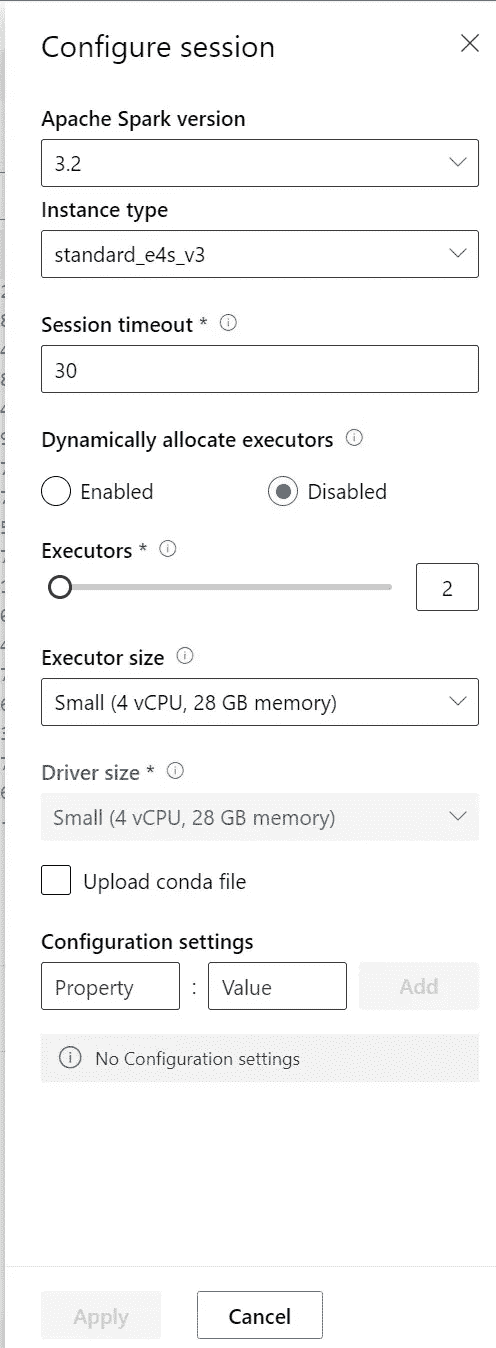 Configure session
Apache Spark version
3.2
Instance type
standard_e4s_v3
Session timeout *
30
Dynamically allocate executors
Enabled Disabled
Executors *
2
Executor size
Small (4 vCPU, 28 GB memory)
Driver size *
Small (4 vCPU, 28 GB memory)
Upload conda file
Configuration settings
Property : Value Add
No Configuration settings
Apply Cancel